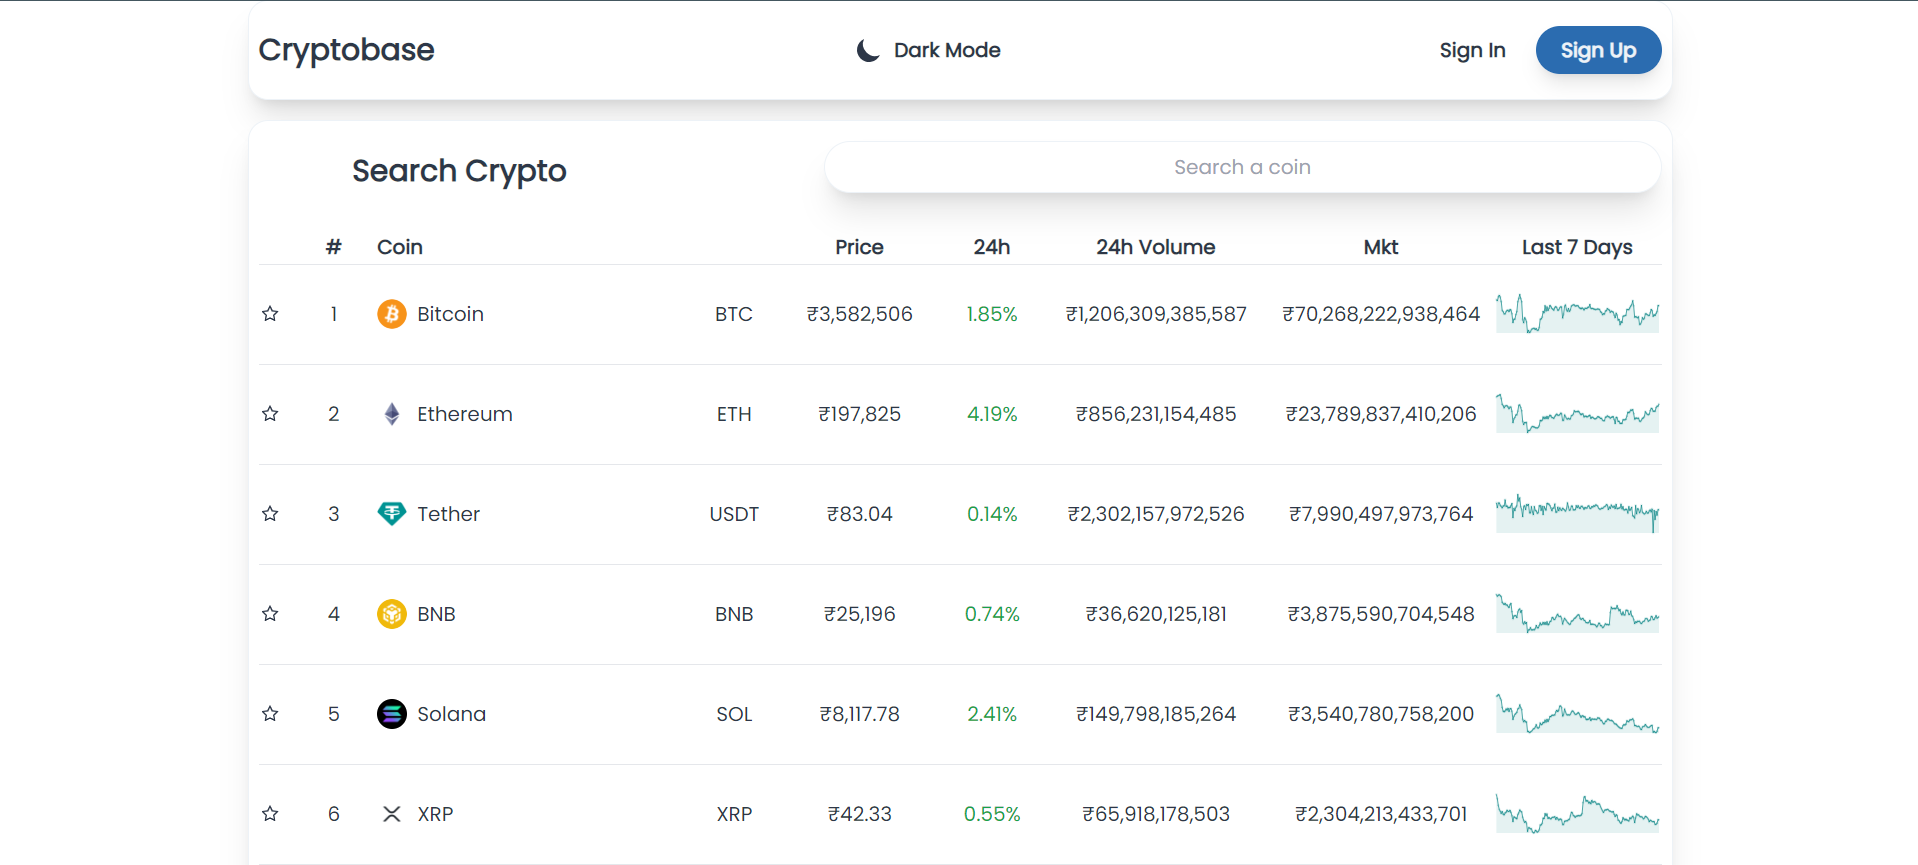 Cryptobase Dark Mode Sign In Sign Up
Search Crypto Search a coin
# Coin Price 24h 24h Volume Mkt Last 7 Days
1 Bitcoin BTC ₹3,582,506 1.85% ₹1,206,309,385,587 ₹70,268,222,938,464
2 Ethereum ETH ₹197,825 4.19% ₹856,231,154,485 ₹23,789,837,410,206
3 Tether USDT ₹83.04 0.14% ₹2,302,157,972,526 ₹7,990,497,973,764
4 BNB BNB ₹25,196 0.74% ₹36,620,125,181 ₹3,875,590,704,548
5 Solana SOL ₹8,117.78 2.41% ₹149,798,185,264 ₹3,540,780,758,200
6 XRP XRP ₹42.33 0.55% ₹65,918,178,503 ₹2,304,213,433,701